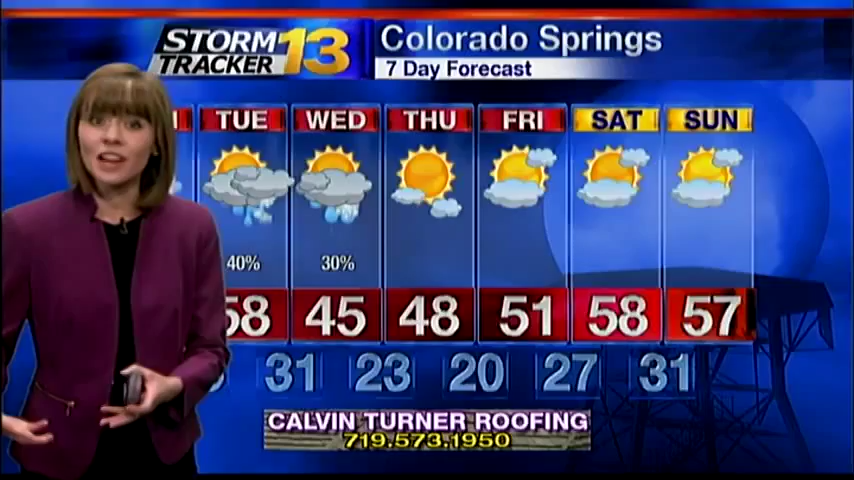 STORM
TRACKER
13
Colorado Springs
7 Day Forecast
TUE WED THU FRI SAT SUN
40% 30%
58 45 48 51 58 57
31 23 20 27 31
CALVIN TURNER ROOFING
719.573.1950